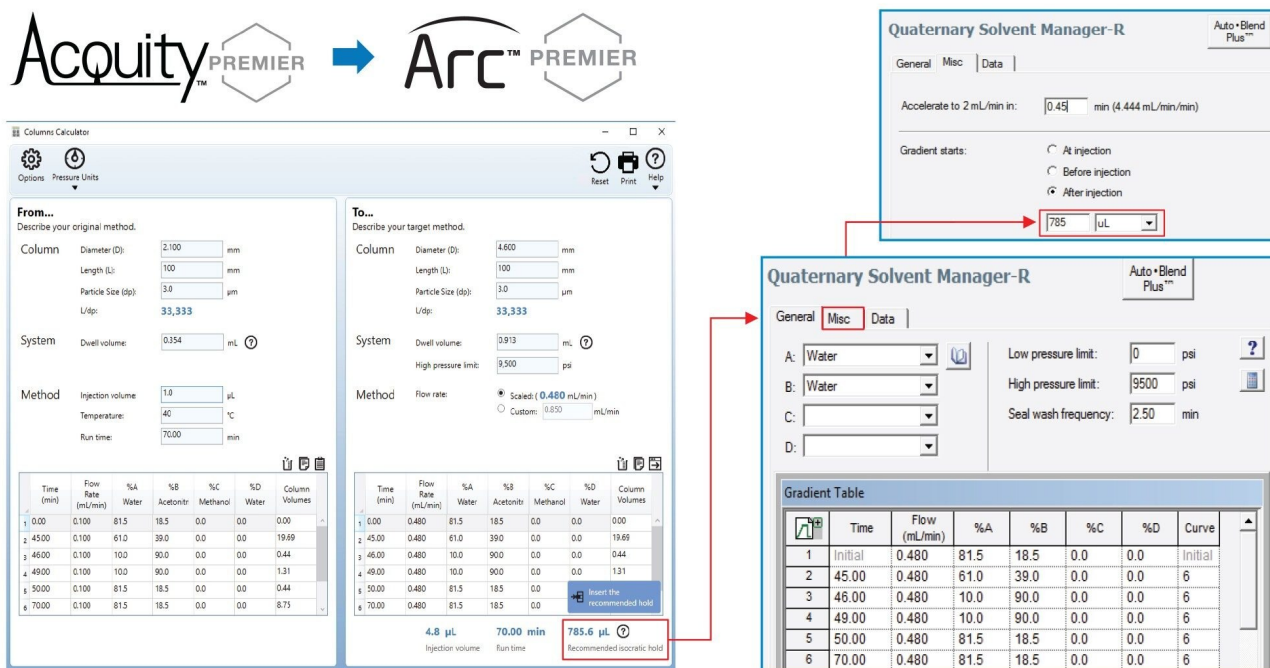 Acquity™ PREMIER
Arc™ PREMIER
Columns Calculator
Options Pressure Units
Reset Print Help
From...
Describe your original method.
Column Diameter (D): 2.100 mm
Length (L): 100 mm
Particle Size (dp): 3.0 µm
L/dp: 33,333
System Dwell volume: 0.354 mL ?
Method Injection volume: 1.0 µL
Temperature: 40 °C
Run time: 70.00 min
Time (min) Flow Rate (mL/min) %A Water %B Acetonitr %C Methanol %D Water Column Volumes
1 0.00 0.100 81.5 18.5 0.0 0.0 0.00
2 45.00 0.100 61.0 39.0 0.0 0.0 19.69
3 46.00 0.100 10.0 90.0 0.0 0.0 0.44
4 49.00 0.100 10.0 90.0 0.0 0.0 1.31
5 50.00 0.100 81.5 18.5 0.0 0.0 0.44
6 70.00 0.100 81.5 18.5 0.0 0.0 8.75
To...
Describe your target method.
Column Diameter (D): 4.600 mm
Length (L): 100 mm
Particle Size (dp): 3.0 µm
L/dp: 33,333
System Dwell volume: 0.913 mL ?
High pressure limit: 9,500 psi
Method Flow rate: Scaled: ( 0.480 mL/min )
Custom: 0.850 mL/min
Time (min) Flow Rate (mL/min) %A Water %B Acetonitr %C Methanol %D Water Column Volumes
1 0.00 0.480 81.5 18.5 0.0 0.0 0.00
2 45.00 0.480 61.0 39.0 0.0 0.0 19.69
3 46.00 0.480 10.0 90.0 0.0 0.0 0.44
4 49.00 0.480 10.0 90.0 0.0 0.0 1.31
5 50.00 0.480 81.5 18.5 0.0
6 70.00 0.480 81.5 18.5 0.0
Insert the
recommended hold
4.8 µL 70.00 min 785.6 µL ?
Injection volume Run time Recommended isocratic hold
Quaternary Solvent Manager-R
Auto•Blend
Plus™
General Misc Data
Accelerate to 2 mL/min in: 0.45 min (4.444 mL/min/min)
Gradient starts: At injection
Before injection
After injection
785 uL
Quaternary Solvent Manager-R
Auto•Blend
Plus™
General Misc Data
A: Water
B: Water
C:
D:
Low pressure limit: 0 psi
High pressure limit: 9500 psi
Seal wash frequency: 2.50 min
?
Gradient Table
Time Flow (mL/min) %A %B %C %D Curve
1 Initial 0.480 81.5 18.5 0.0 0.0 Initial
2 45.00 0.480 61.0 39.0 0.0 0.0 6
3 46.00 0.480 10.0 90.0 0.0 0.0 6
4 49.00 0.480 10.0 90.0 0.0 0.0 6
5 50.00 0.480 81.5 18.5 0.0 0.0 6
6 70.00 0.480 81.5 18.5 0.0 0.0 6